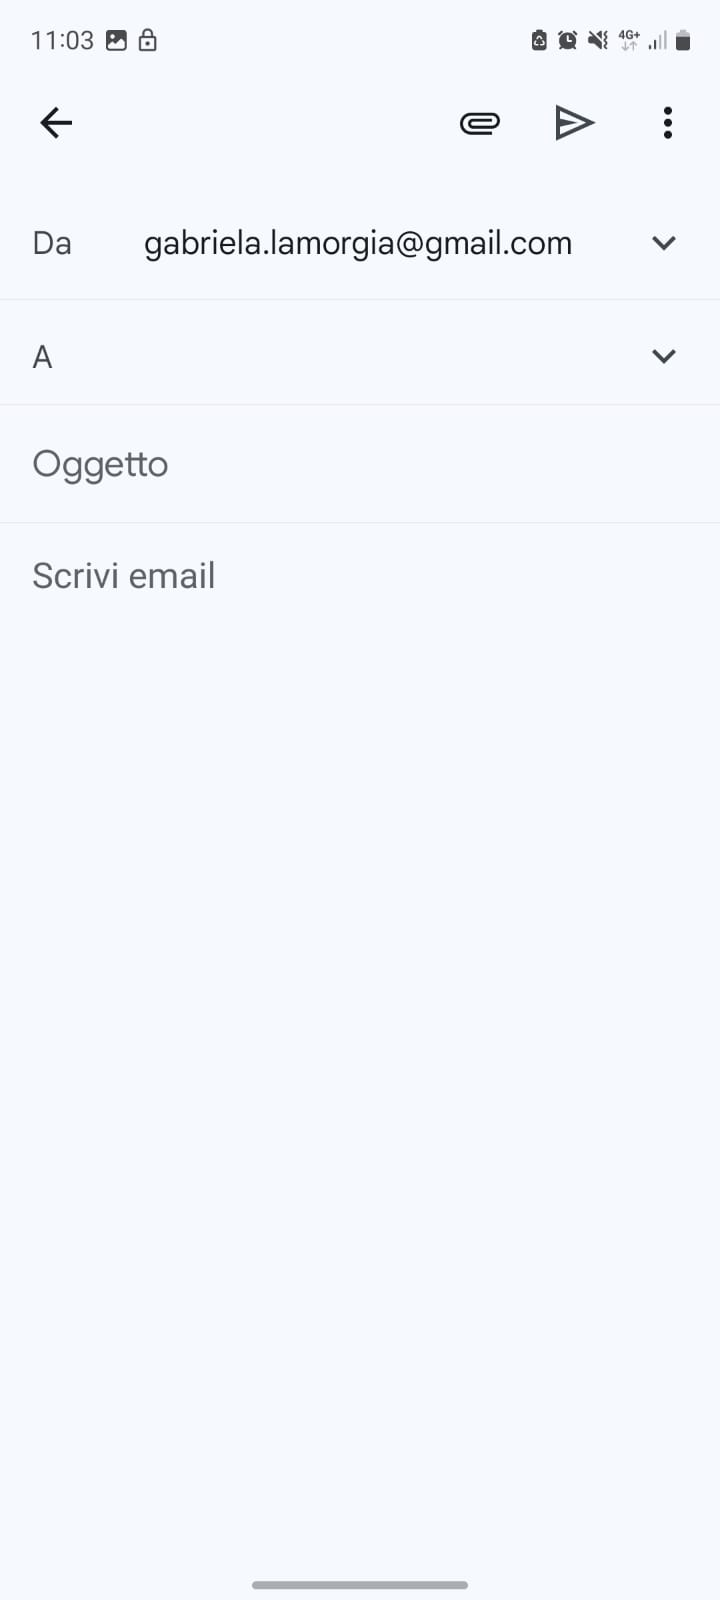 11:03
4G+
Da gabriela.lamorgia@gmail.com
A
Oggetto
Scrivi email